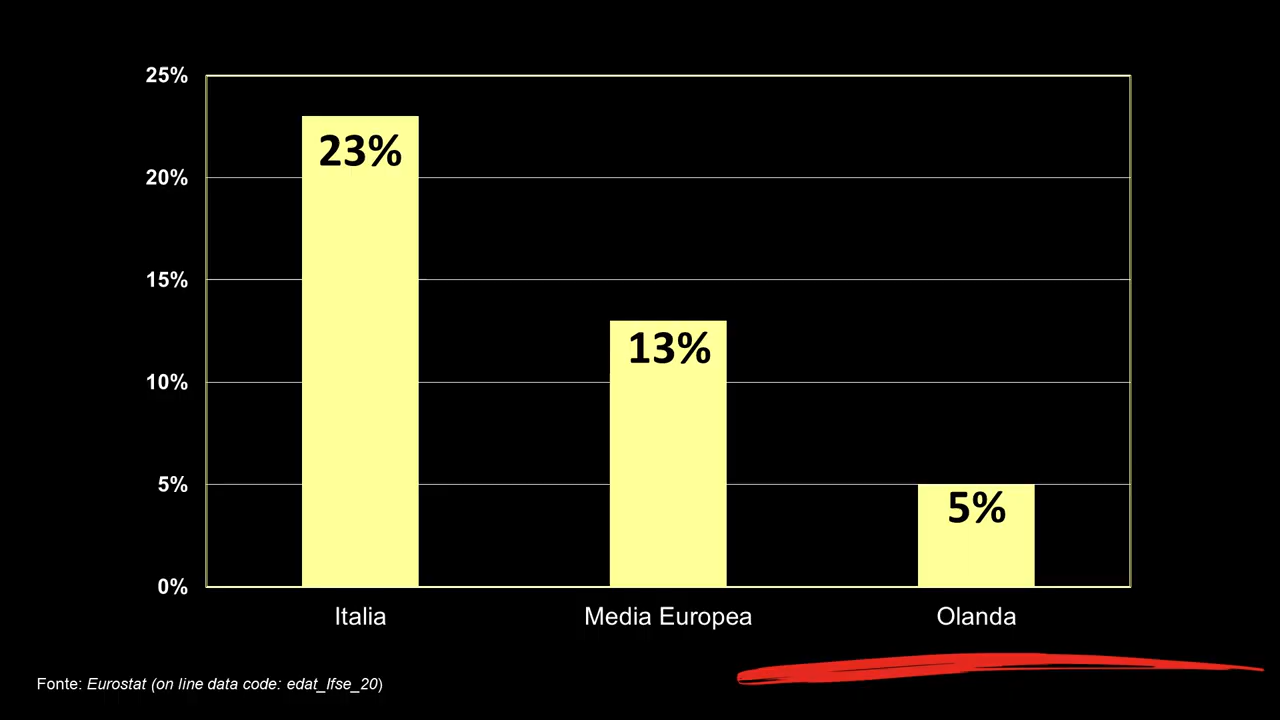 25%
23%
20%
15%
13%
10%
5%
5%
0%
Italia
Media Europea
Olanda
Fonte: Eurostat (on line data code: edat_lfse_20)